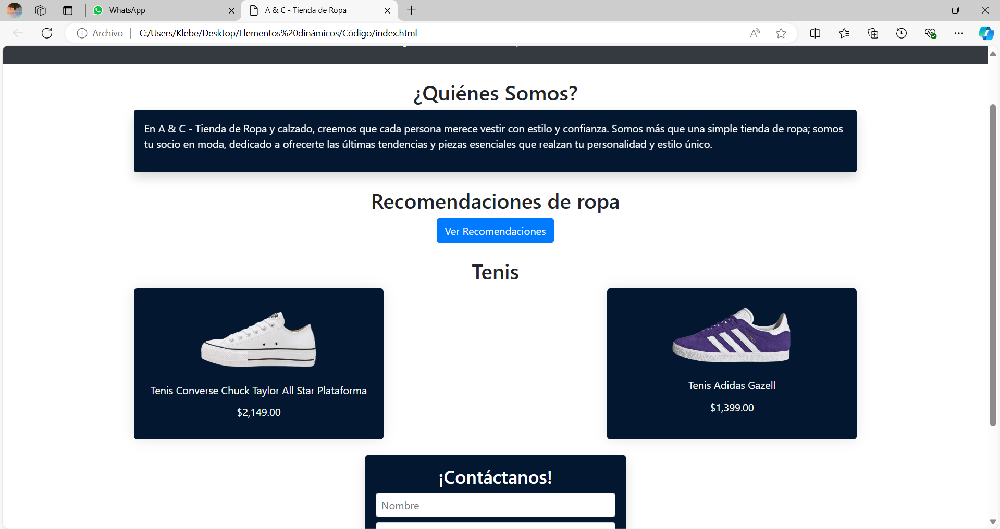 WhatsApp
A & C - Tienda de Ropa
Archivo
C:/Users/Klebe/Desktop/Elementos%20dinámicos/Código/index.html
¿Quiénes Somos?
En A & C - Tienda de Ropa y calzado, creemos que cada persona merece vestir con estilo y confianza. Somos más que una simple tienda de ropa; somos
tu socio en moda, dedicado a ofrecerte las últimas tendencias y piezas esenciales que realzan tu personalidad y estilo único.
Recomendaciones de ropa
Ver Recomendaciones
Tenis
Tenis Converse Chuck Taylor All Star Plataforma
$2,149.00
Tenis Adidas Gazell
$1,399.00
¡Contáctanos!
Nombre